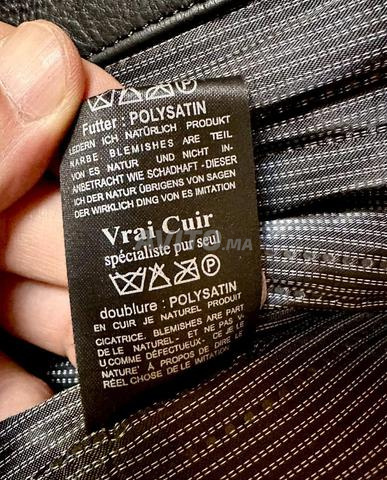 Futter : POLYSATIN
LEDERN ICH NATÜRLICH PRODUKT
NARBE BLEMISHES ARE TEIL
VON ES NATUR UND NICHT IN
ANBETRACHT WIE SCHADHAFT - DIESER
DER NATUR ÜBRIGENS VON SAGEN
DER WIRKLICH DING VON ES IMITATION
Vrai Cuir
spécialiste pur seul
P
doublure : POLYSATIN
EN CUIR JE NATUREL PRODUIT
CICATRICE. BLEMISHES ARE PART
DE LE NATUREL - ET NE PAS V-
U COMME DÉFECTUEUX - CE JE LE
NATURE' À PROPOS DE DIRE LE
RÉEL CHOSE DE LE IMITATION.